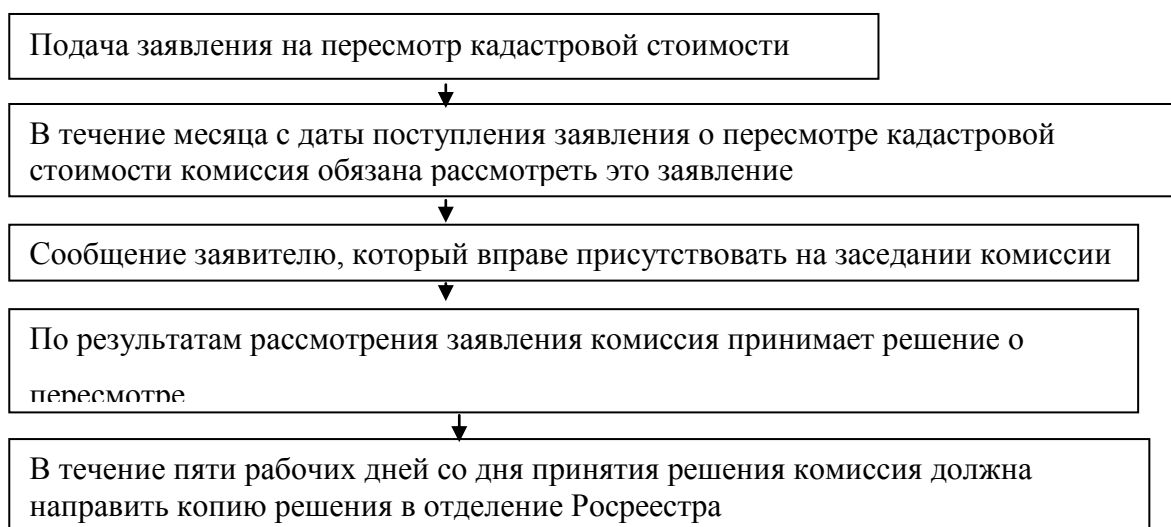 Подача заявления на пересмотр кадастровой стоимости
В течение месяца с даты поступления заявления о пересмотре кадастровой
стоимости комиссия обязана рассмотреть это заявление
Сообщение заявителю, который вправе присутствовать на заседании комиссии
По результатам рассмотрения заявления комиссия принимает решение о
пересмотре
В течение пяти рабочих дней со дня принятия решения комиссия должна
направить копию решения в отделение Росреестра